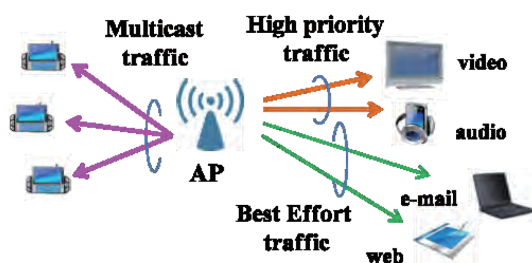 Multicast
traffic
High priority
traffic
video
audio
AP
e-mail
Best Effort
traffic
web